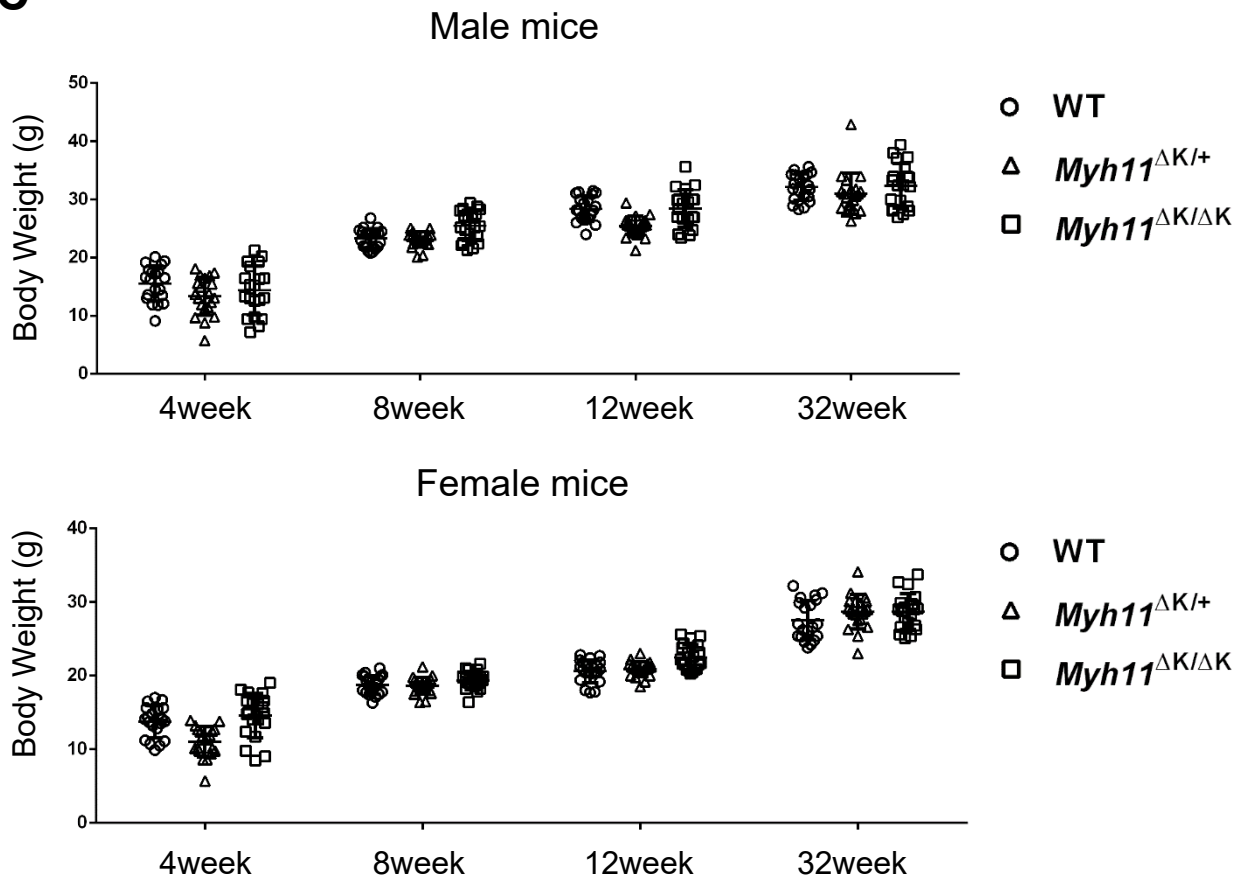 Male mice
Body Weight (g)
50
40
30
20
10
0
4week 8week 12week 32week
WT
Myh11ΔK/+
Myh11ΔK/ΔK
Female mice
Body Weight (g)
40
30
20
10
0
4week 8week 12week 32week
WT
Myh11ΔK/+
Myh11ΔK/ΔK